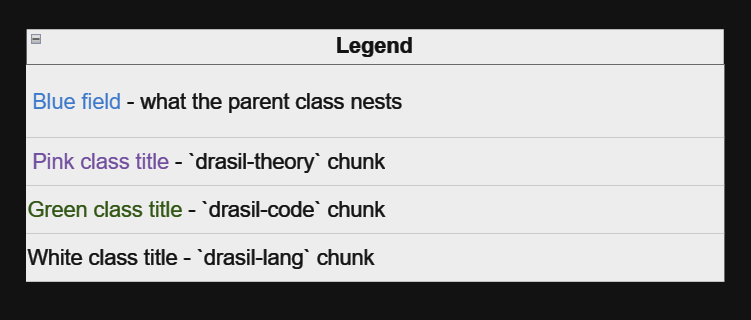 Legend
Blue field - what the parent class nests
Pink class title - `drasil-theory` chunk
Green class title - `drasil-code` chunk
White class title - `drasil-lang` chunk